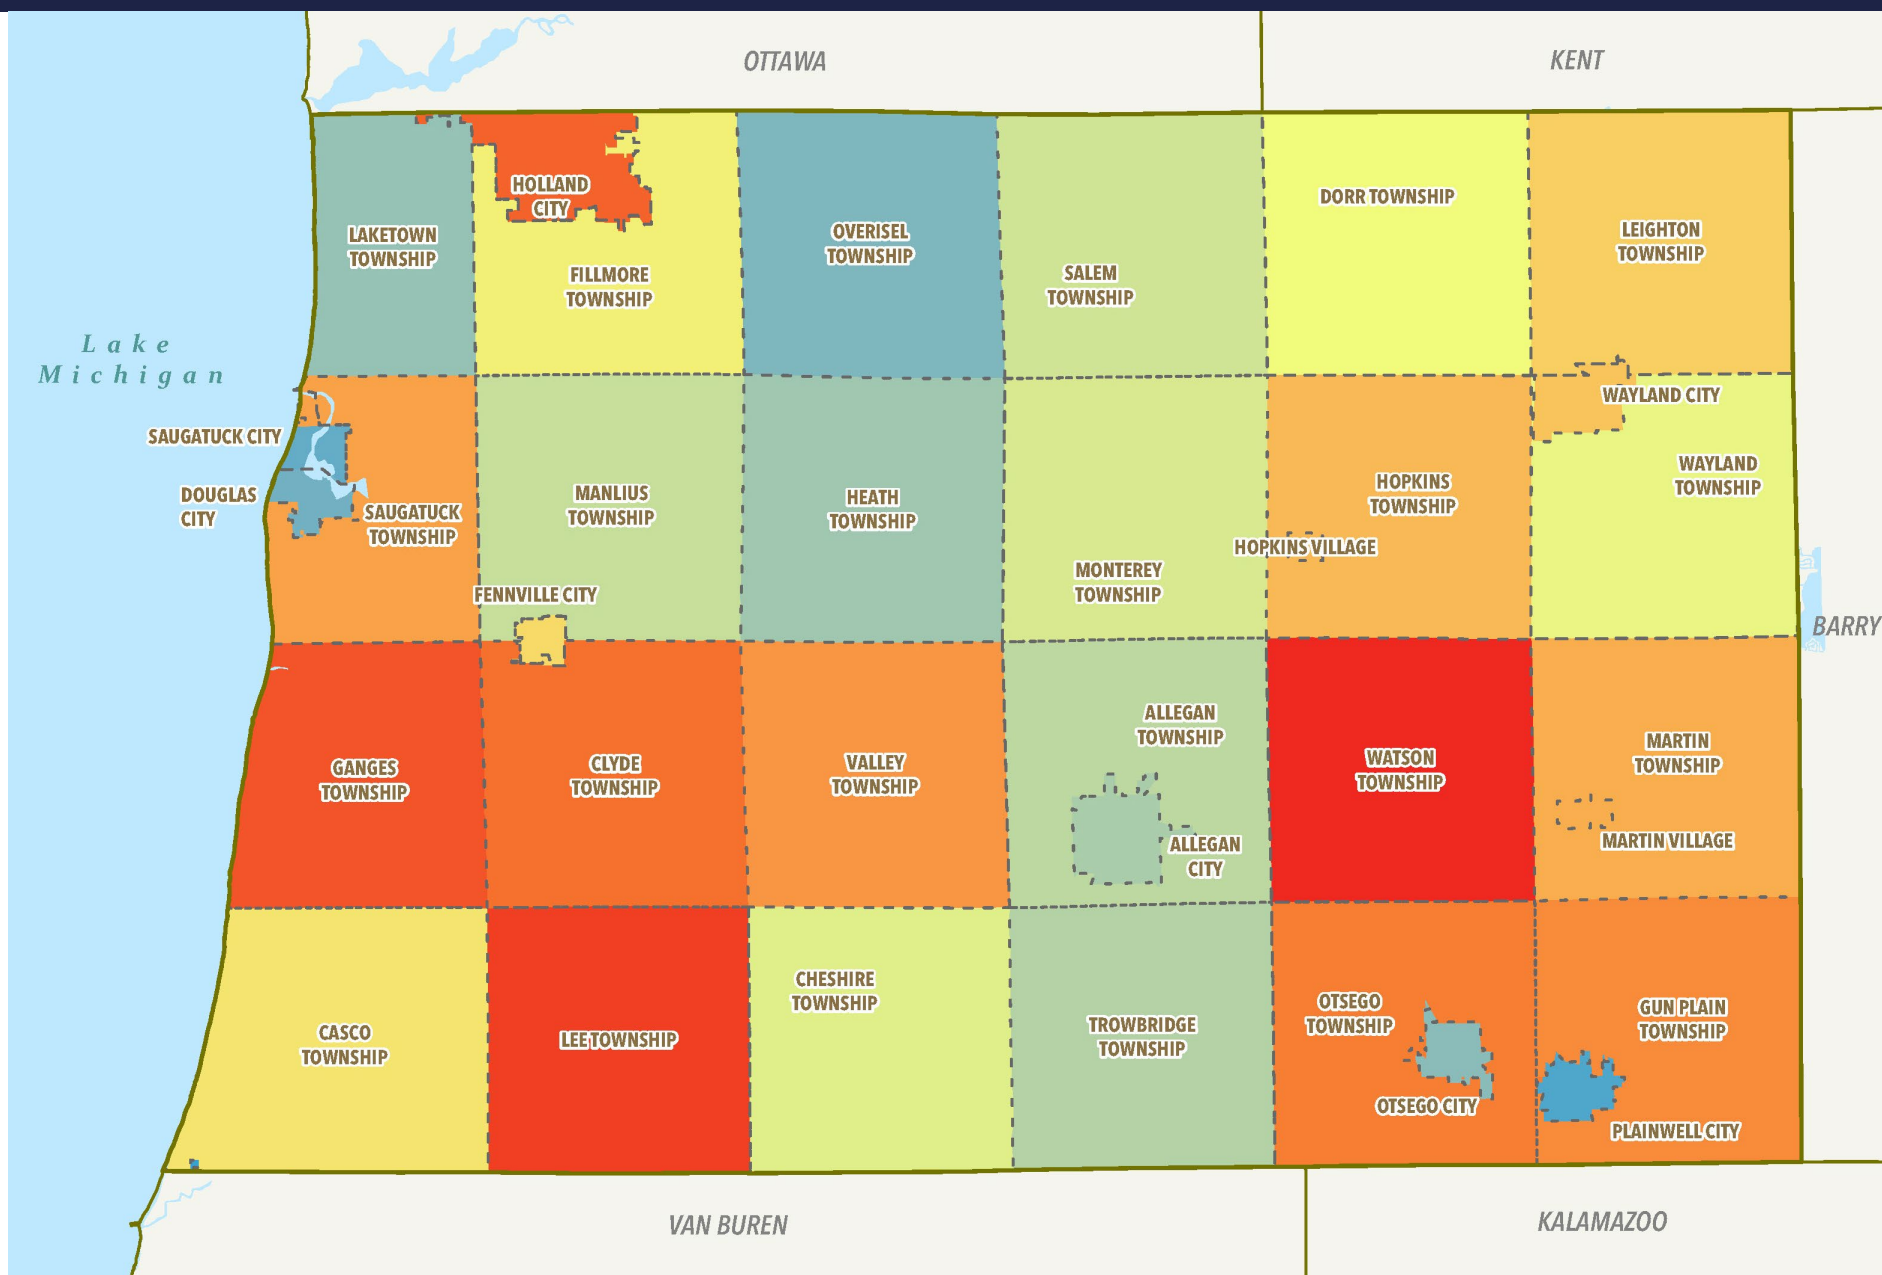 OTTAWA
KENT
HOLLAND
CITY
DORR TOWNSHIP
LAKETOWN
TOWNSHIP
OVERISEL
TOWNSHIP
LEIGHTON
TOWNSHIP
FILLMORE
TOWNSHIP
SALEM
TOWNSHIP
Lake
Michigan
WAYLAND CITY
SAUGATUCK CITY
WAYLAND
TOWNSHIP
DOUGLAS
CITY
SAUGATUCK
TOWNSHIP
MANLIUS
TOWNSHIP
HEATH
TOWNSHIP
HOPKINS
TOWNSHIP
HOPKINS VILLAGE
MONTEREY
TOWNSHIP
FENNVILLE CITY
BARRY
ALLEGAN
TOWNSHIP
GANGES
TOWNSHIP
CLYDE
TOWNSHIP
VALLEY
TOWNSHIP
WATSON
TOWNSHIP
MARTIN
TOWNSHIP
ALLEGAN
CITY
MARTIN VILLAGE
CASCO
TOWNSHIP
LEE TOWNSHIP
CHESHIRE
TOWNSHIP
TROWBRIDGE
TOWNSHIP
OTSEGO
TOWNSHIP
GUN PLAIN
TOWNSHIP
OTSEGO CITY
PLAINWELL CITY
VAN BUREN
KALAMAZOO